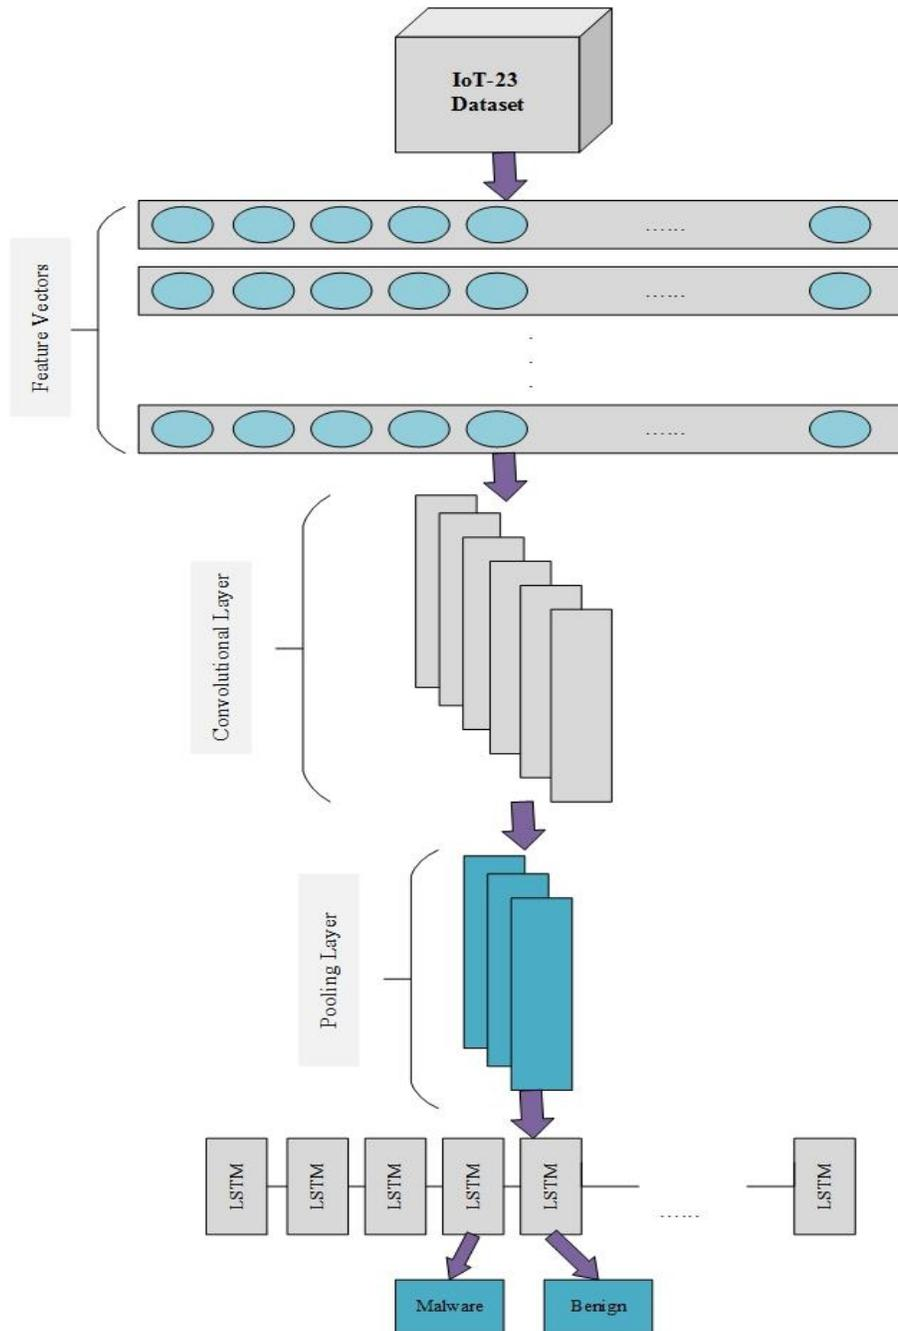 IoT-23
Dataset
......
......
Feature Vectors
.
.
.
......
Convolutional Layer
Pooling Layer
LSTM
LSTM
LSTM
LSTM
LSTM
......
LSTM
Malware
Benign